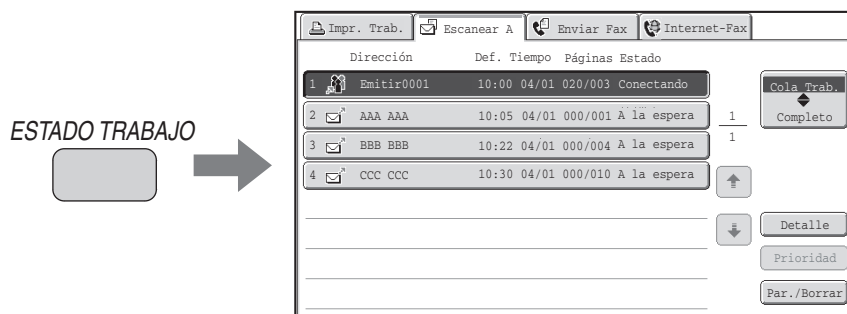 ESTADO TRABAJO
Impr. Trab. Escanear A Enviar Fax Internet-Fax
Dirección Def. Tiempo Páginas Estado
1 Emitir0001 10:00 04/01 020/003 Conectando
2 AAA AAA 10:05 04/01 000/001 A la espera
3 BBB BBB 10:22 04/01 000/004 A la espera
4 CCC CCC 10:30 04/01 000/010 A la espera
1
1
Cola Trab.
Completo
Detalle
Prioridad
Par./Borrar